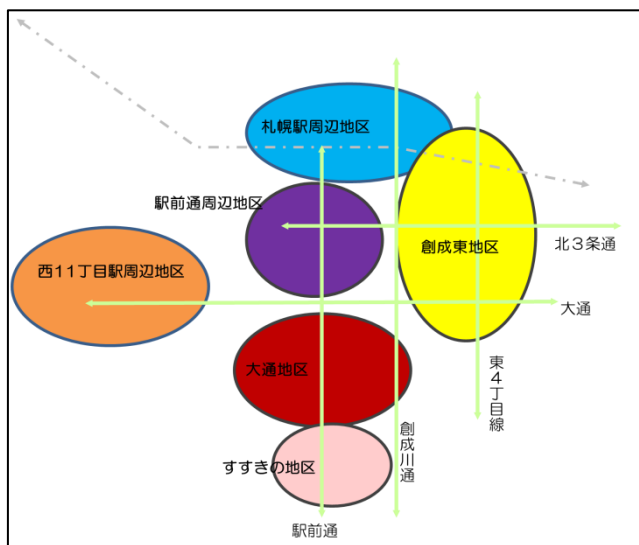 札幌駅周辺地区
駅前通周辺地区
創成東地区
北３条通
西１１丁目駅周辺地区
大通
大通地区
東４丁目線
創成川通
すすきの地区
駅前通